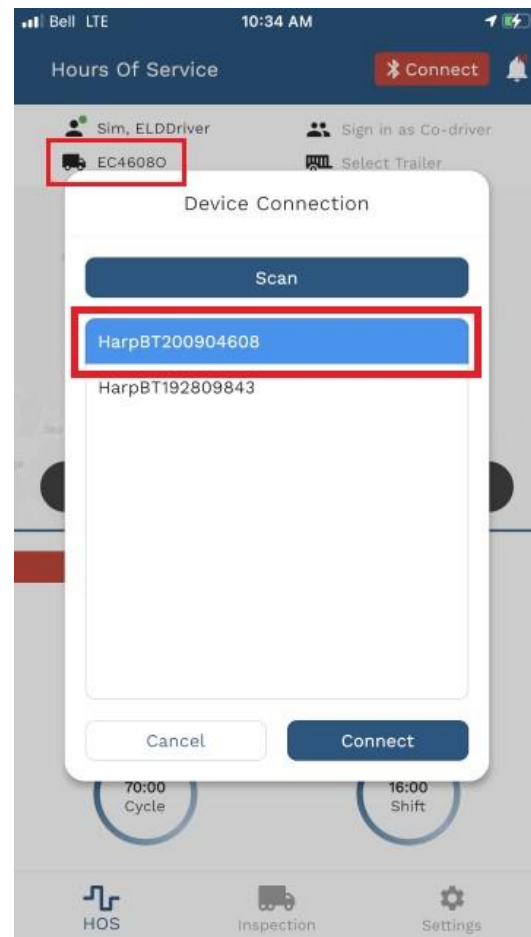 Bell LTE 10:34 AM
Hours Of Service Connect
Sim, ELDDriver Sign in as Co-driver
EC4608O Select Trailer
Device Connection
Scan
HarpBT200904608
HarpBT192809843
Cancel Connect
70:00 16:00
Cycle Shift
HOS Inspection Settings